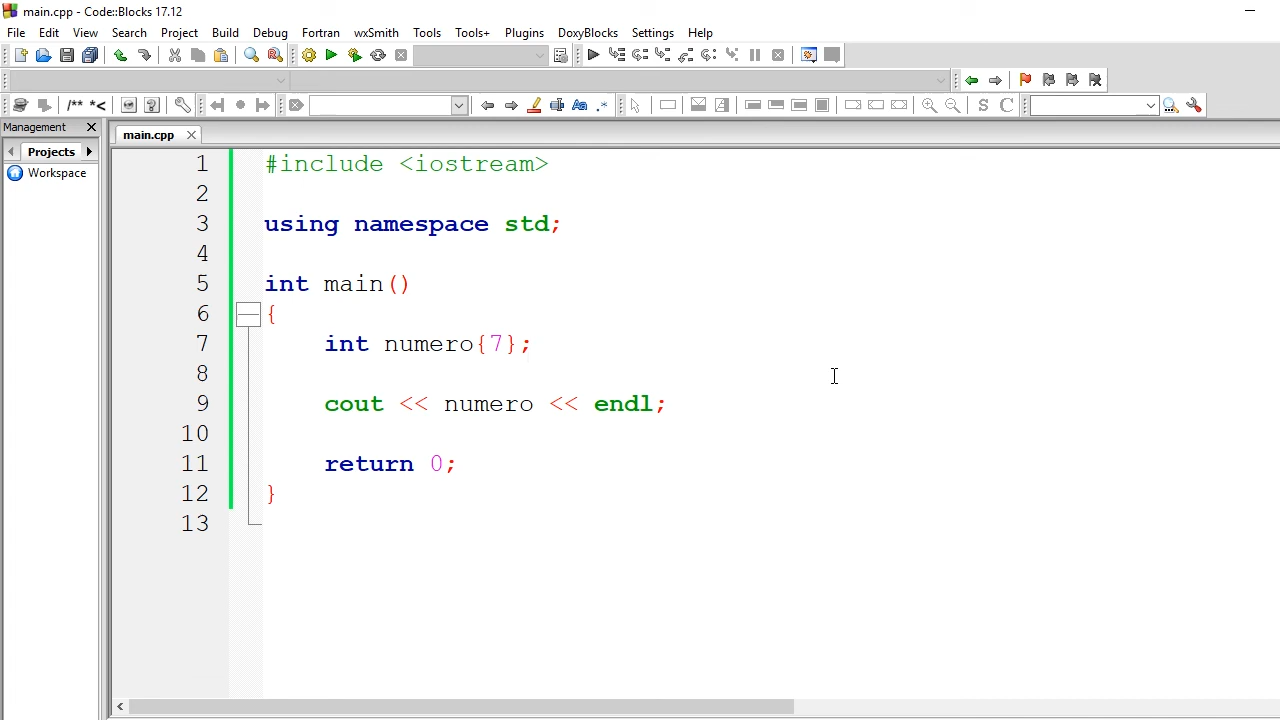 main.cpp - Code::Blocks 17.12
File Edit View Search Project Build Debug Fortran wxSmith Tools Tools+ Plugins Settings Help
/** *<
Aa .*
S C
Management
Projects
main.cpp
Workspace
1 #include <iostream>
2
3 using namespace std;
4
5 int main()
6 {
7 int numero{7};
8
9 cout << numero << endl;
10
11 return 0;
12 }
13